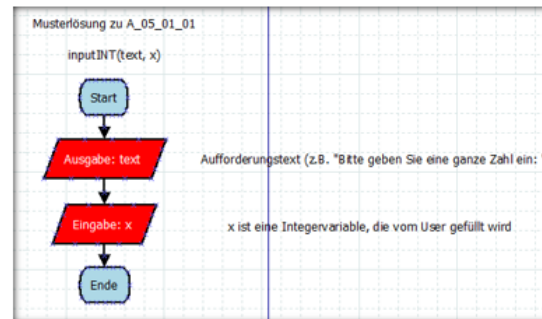 Musterlösung zu A_05_01_01
inputINT(text, x)
Start
Ausgabe: text
Aufforderungstext (z.B. "Bitte geben Sie eine ganze Zahl ein: "
Eingabe: x
x ist eine Integervariable, die vom User gefüllt wird
Ende